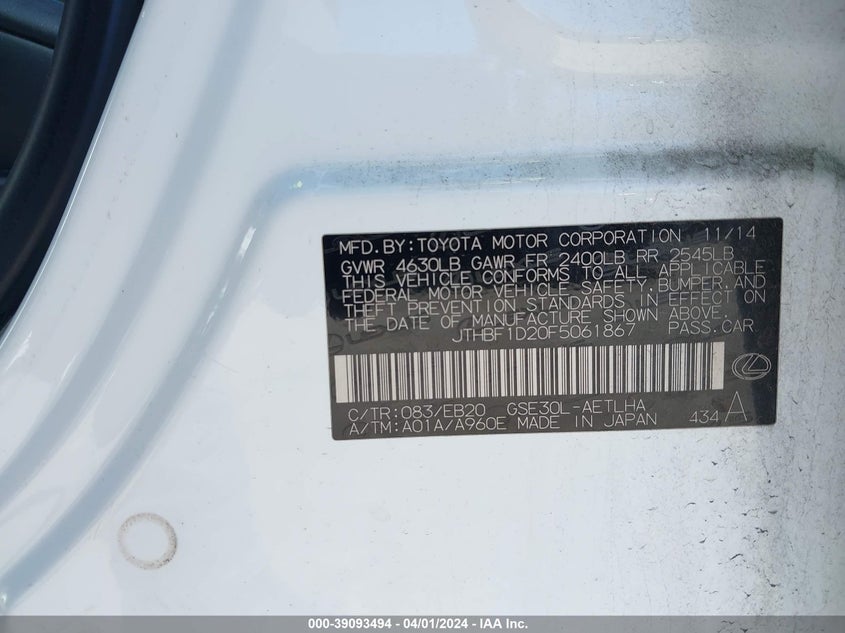 MFD.BY:TOYOTA MOTOR CORPORATION 11/14
GVWR 4630LB GAWR FR 2400LB RR 2545LB
THIS VEHICLE CONFORMS TO ALL APPLICABLE
FEDERAL MOTOR VEHICLE SAFETY, BUMPER, AND
THEFT PREVENTION STANDARDS IN EFFECT ON
THE DATE OF MANUFACTURE SHOWN ABOVE.
JTHBF1D20F5061867 PASS.CAR
C/TR:083/EB20 GSE30L-AETLHA
A/TM:A01A/A960E MADE IN JAPAN 434 A
000-39093494 - 04/01/2024 - IAA Inc.